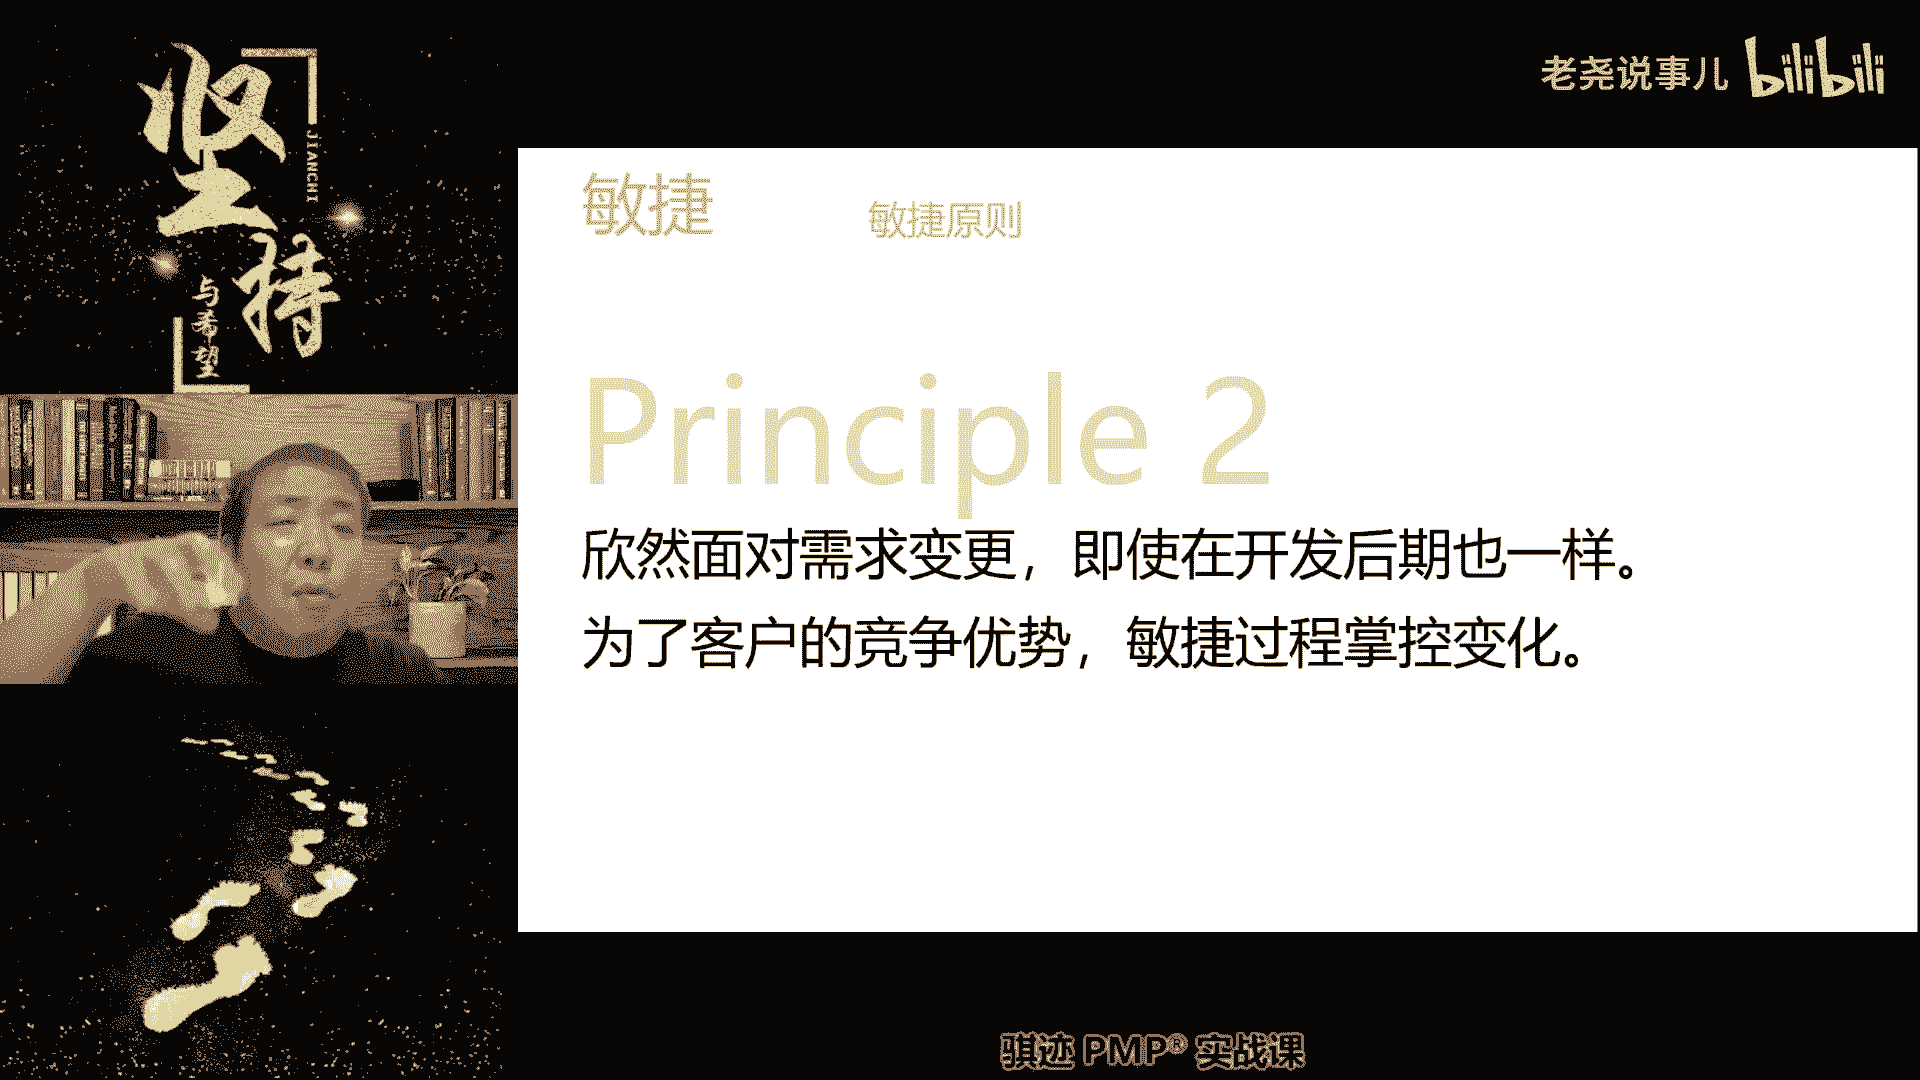 坚持
JIANCHI
与希望
老尧说事儿 bilibili
敏捷
敏捷原则
Principle 2
欣然面对需求变更，即使在开发后期也一样。
为了客户的竞争优势，敏捷过程掌控变化。
骐迹 PMP® 实战课